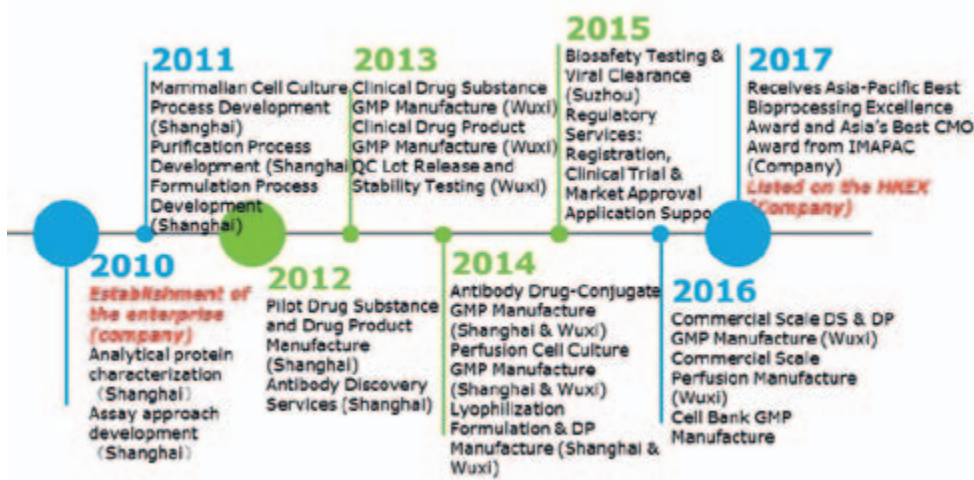 2010
Establishment of
the enterprise
(company)
Analytical protein
characterization
（Shanghai）
Assay approach
development
（Shanghai）
2011
Mammalian Cell Culture
Process Development
(Shanghai)
Purification Process
Development (Shanghai)
Formulation Process
Development
(Shanghai)
2012
Pilot Drug Substance
and Drug Product
Manufacture
(Shanghai)
Antibody Discovery
Services (Shanghai)
2013
Clinical Drug Substance
GMP Manufacture (Wuxi)
Clinical Drug Product
GMP Manufacture (Wuxi)
QC Lot Release and
Stability Testing (Wuxi)
2014
Antibody Drug-Conjugate
GMP Manufacture
(Shanghai & Wuxi)
Perfusion Cell Culture
GMP Manufacture
(Shanghai & Wuxi)
Lyophilization
Formulation & DP
Manufacture (Shanghai &
Wuxi)
2015
Biosafety Testing &
Viral Clearance
(Suzhou)
Regulatory
Services:
Registration,
Clinical Trial &
Market Approval
Application Suppo
2016
Commercial Scale DS & DP
GMP Manufacture (Wuxi)
Commercial Scale
Perfusion Manufacture
(Wuxi)
Cell Bank GMP
Manufacture
2017
Receives Asia-Pacific Best
Bioprocessing Excellence
Award and Asia's Best CMO
Award from IMAPAC
(Company)
Listed on the HKEX
(Company)